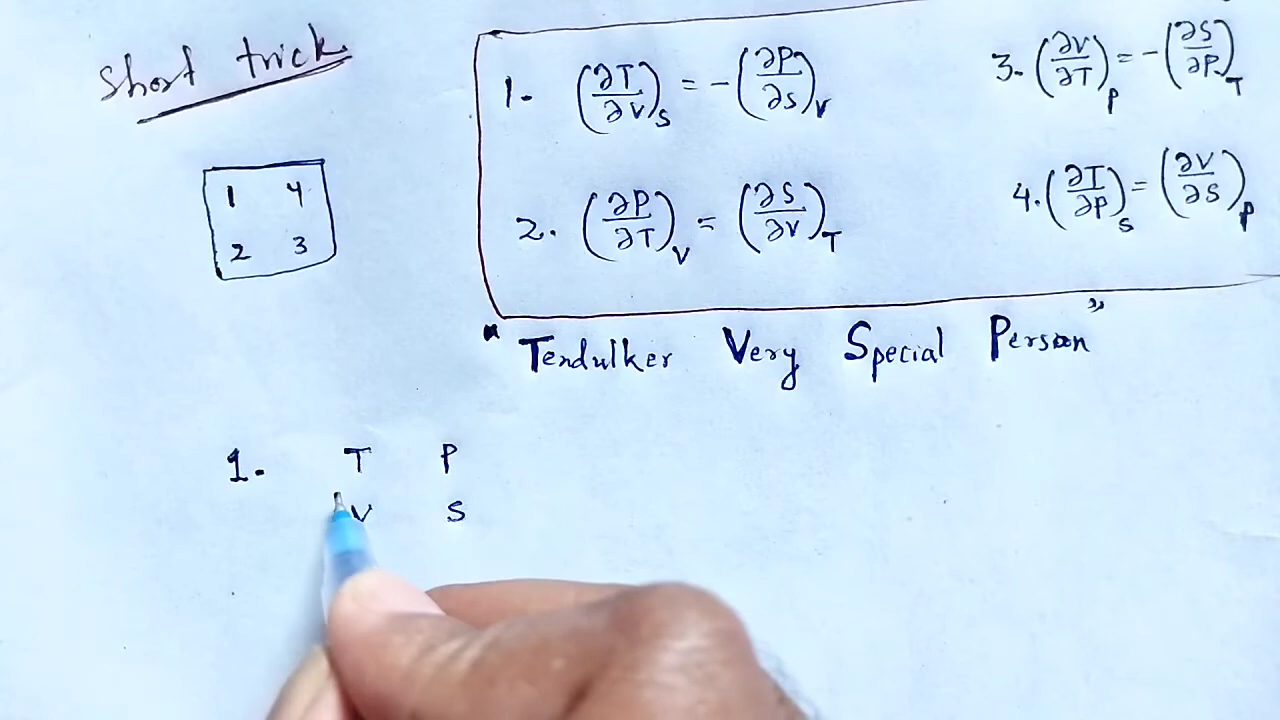 Short trick
1 4
2 3
1. (∂T/∂V)_S = -(∂P/∂S)_V
3. (∂V/∂T)_P = -(∂S/∂P)_T
2. (∂P/∂T)_V = (∂S/∂V)_T
4. (∂T/∂P)_S = (∂V/∂S)_P
"Tendulker Very Special Person"
1. T P
V S